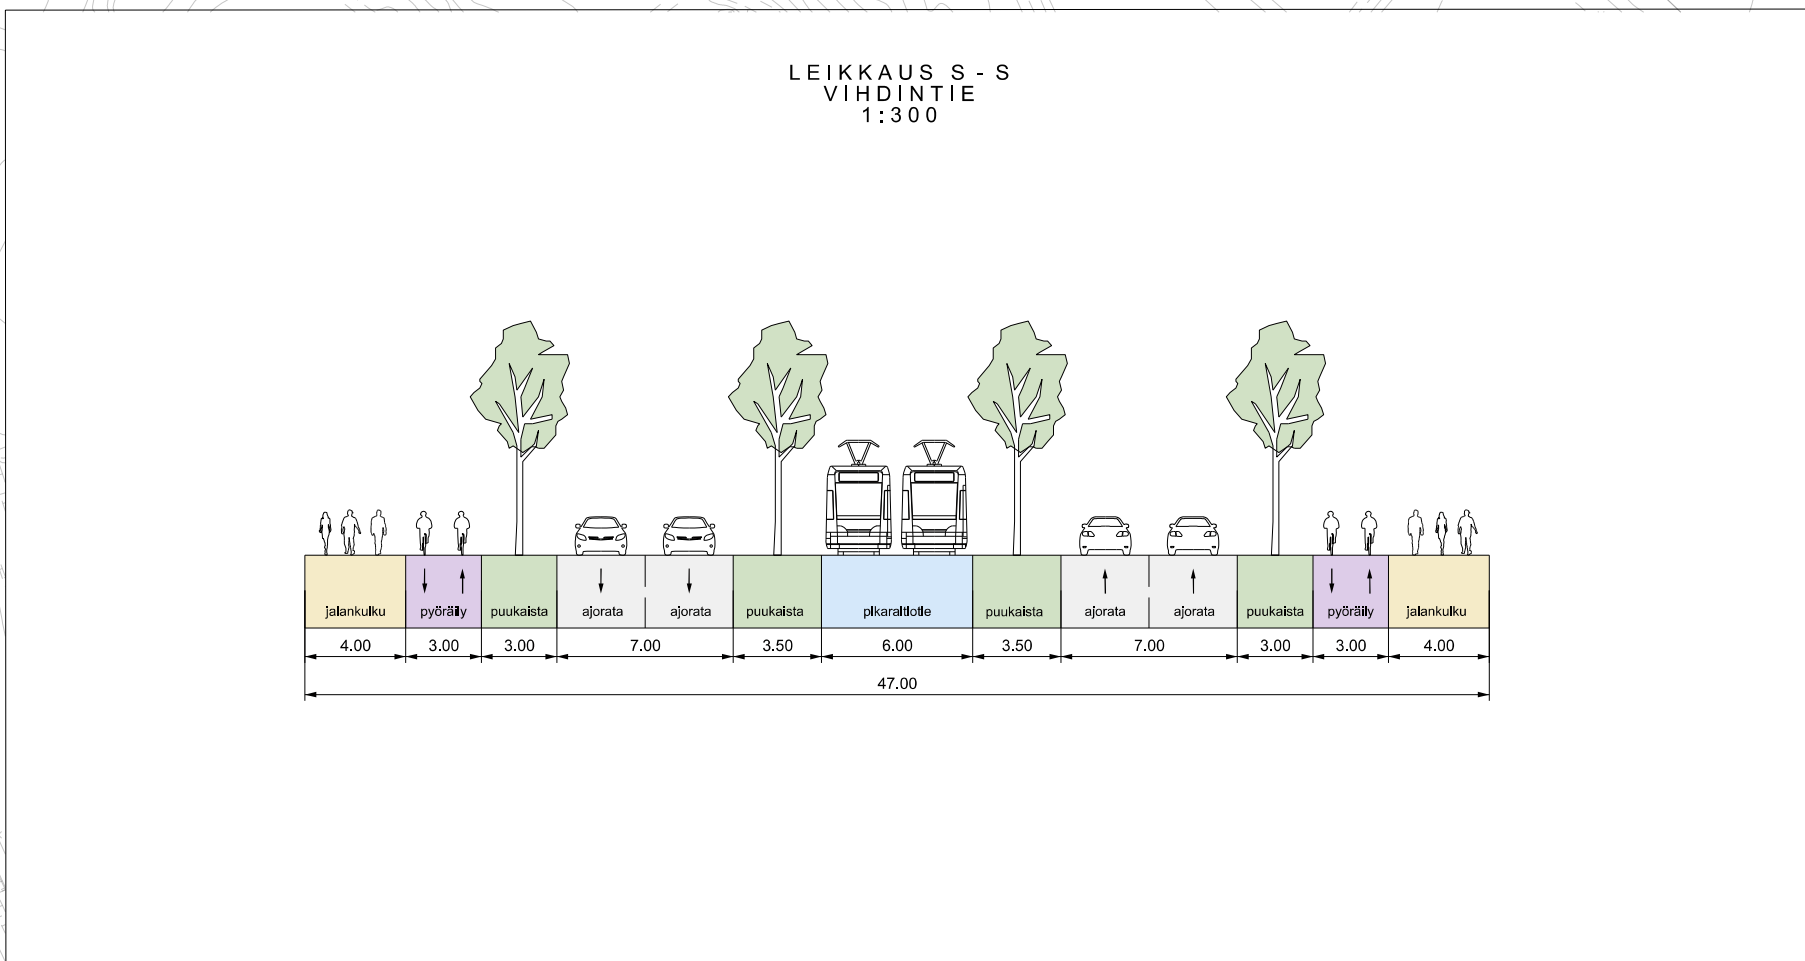 LEIKKAUS S - S
VIHDINTIE
1:300
jalankulku pyöräily puukaista ajorata ajorata puukaista pikaraitiotie puukaista ajorata ajorata puukaista pyöräily jalankulku
4.00 3.00 3.00 7.00 3.50 6.00 3.50 7.00 3.00 3.00 4.00
47.00